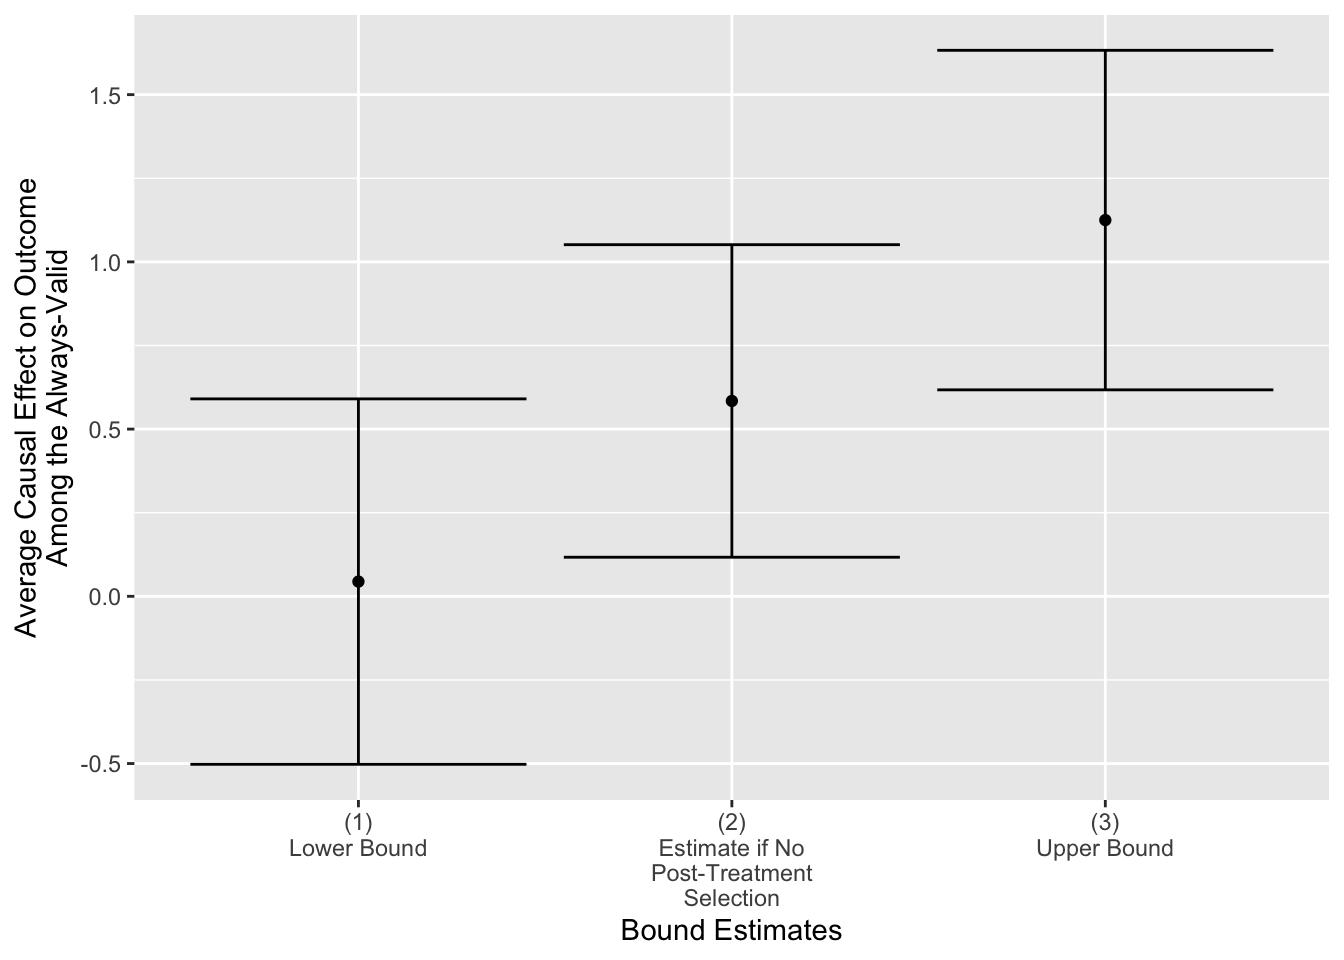 Average Causal Effect on Outcome
Among the Always-Valid
1.5
1.0
0.5
0.0
-0.5
(1)
Lower Bound
(2)
Estimate if No
Post-Treatment
Selection
(3)
Upper Bound
Bound Estimates